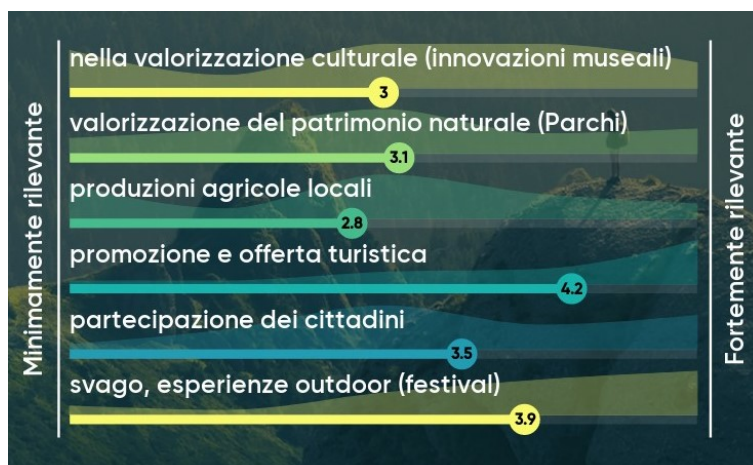 Minimamente rilevante
nella valorizzazione culturale (innovazioni museali)
3
valorizzazione del patrimonio naturale (Parchi)
3.1
produzioni agricole locali
2.8
promozione e offerta turistica
4.2
partecipazione dei cittadini
3.5
svago, esperienze outdoor (festival)
3.9
Fortemente rilevante